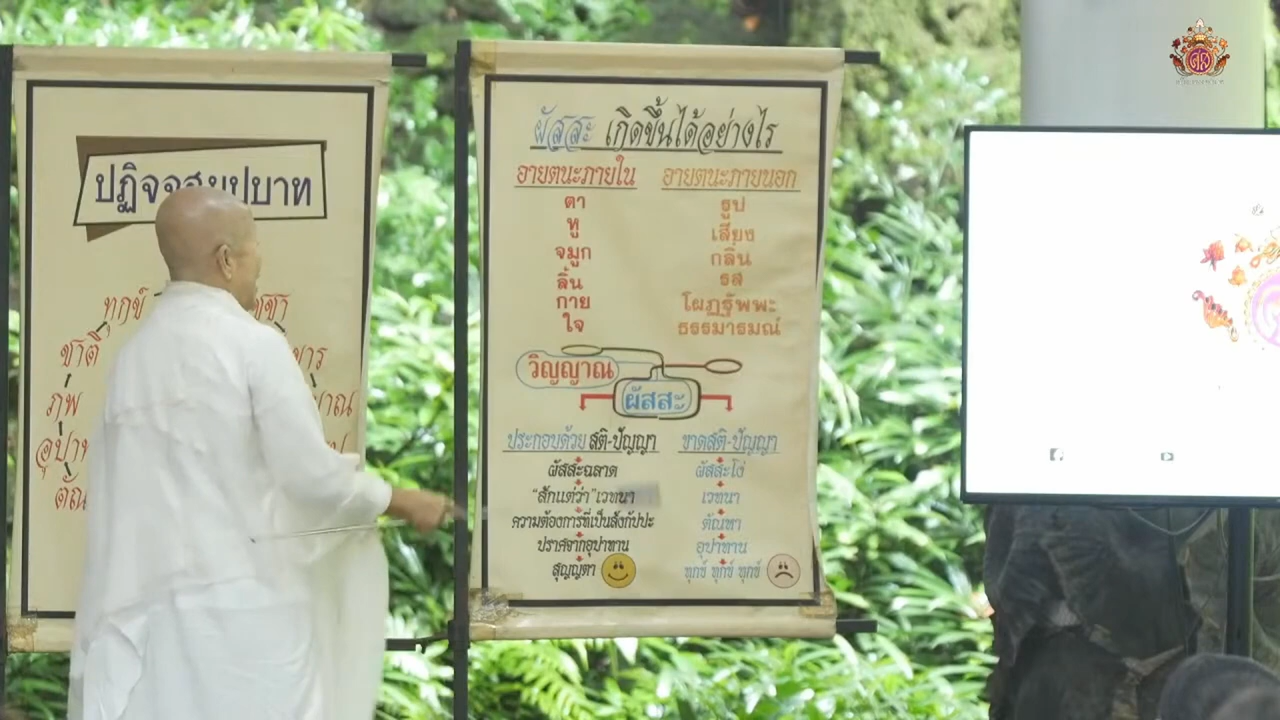 ปฏิจจสมุปบาท
ทุกข์
ชาติ
ภพ
ตัณ
ผัสสะ เกิดขึ้นได้อย่างไร
อายตนะภายใน อายตนะภายนอก
ตา รูป
หู เสียง
จมูก กลิ่น
ลิ้น รส
กาย โผฏฐัพพะ
ใจ ธรรมารมณ์
วิญญาณ
ผัสสะ
ประกอบด้วย สติ-ปัญญา ขาดสติ-ปัญญา
ผัสสะฉลาด ผัสสะโง่
"สักแต่ว่า"เวทนา เวทนา
ความต้องการที่เป็นสังกัปปะ ตัณหา
ปราศจากอุปาทาน อุปาทาน
สุญญตา ทุกข์ ทุกข์ ทุกข์